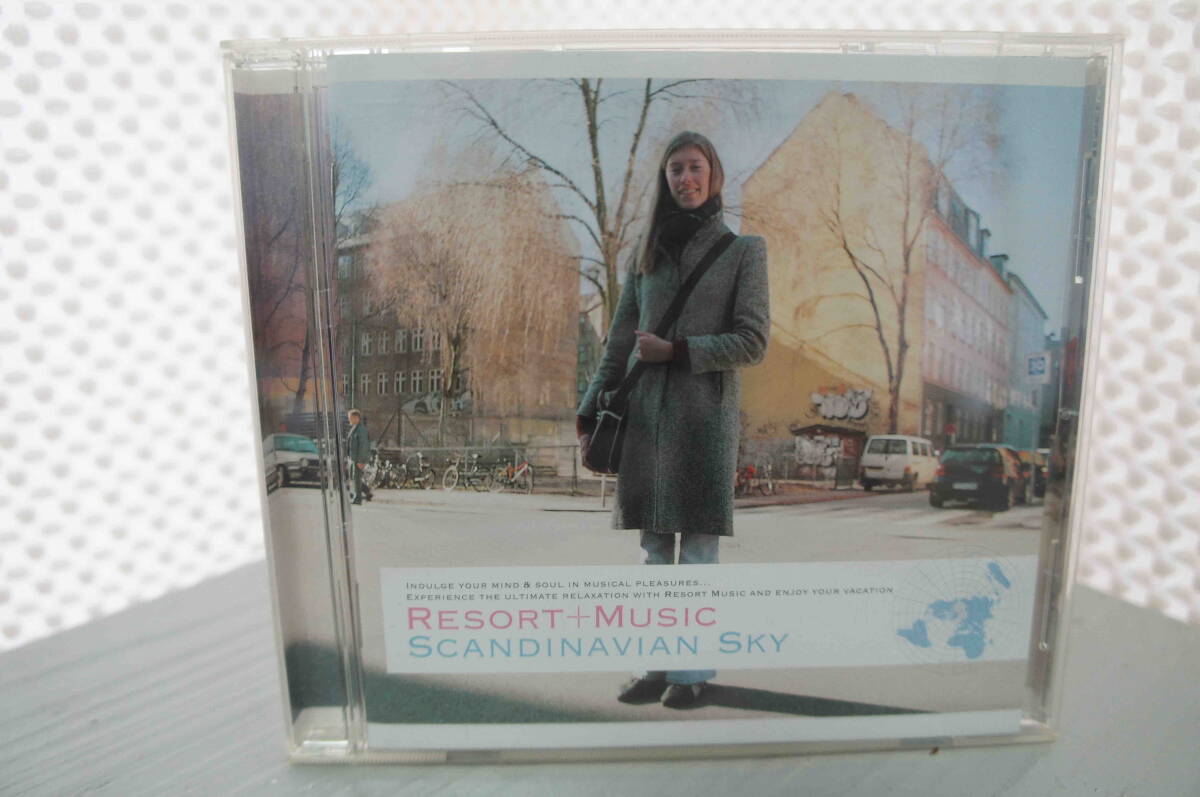 INDULGE YOUR MIND & SOUL IN MUSICAL PLEASURES...
EXPERIENCE THE ULTIMATE RELAXATION WITH RESORT MUSIC AND ENJOY YOUR VACATION
RESORT+MUSIC
SCANDINAVIAN SKY